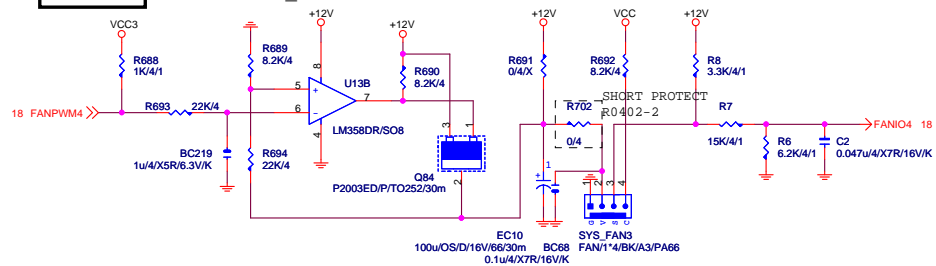 +12V
+12V
+12V
VCC
+12V
VCC3
R688
1K/4/1
R689
8.2K/4
8
U13B
R690
8.2K/4
R691
0/4/X
R692
8.2K/4
R8
3.3K/4/1
5
+
7
6
-
4
LM358DR/SO8
SHORT PROTECT
R702
R0402-2
0/4
18 FANPWM4
R693
22K/4
R7
15K/4/1
FANIO4 18
BC219
1u/4/X5R/6.3V/K
R694
22K/4
3
1
Q84
P2003ED/P/TO252/30m
2
R6
6.2K/4/1
C2
0.047u/4/X7R/16V/K
1
+
1
2
3
4
G
V
S
C
EC10
100u/OS/D/16V/66/30m
BC68
0.1u/4/X7R/16V/K
SYS_FAN3
FAN/1*4/BK/A3/PA66